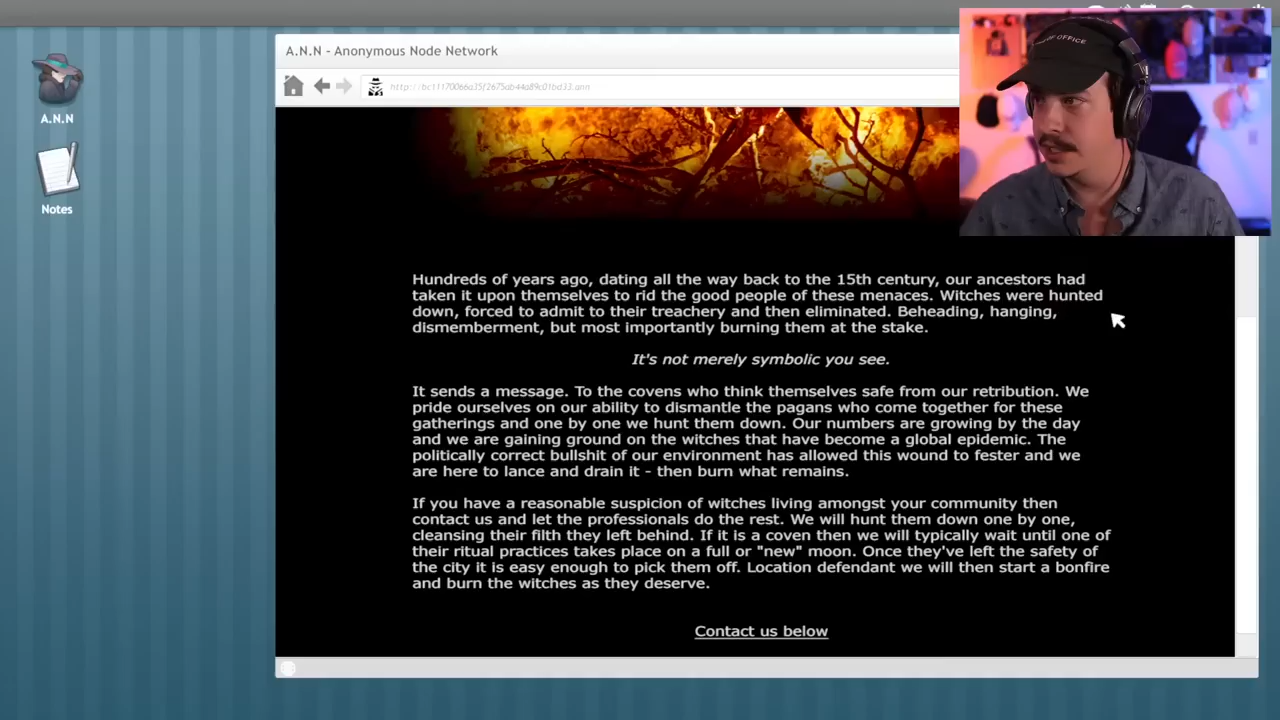 A.N.N - Anonymous Node Network
A.N.N
Notes
OF OFFICE
Hundreds of years ago, dating all the way back to the 15th century, our ancestors had
taken it upon themselves to rid the good people of these menaces. Witches were hunted
down, forced to admit to their treachery and then eliminated. Beheading, hanging,
dismemberment, but most importantly burning them at the stake.
It's not merely symbolic you see.
It sends a message. To the covens who think themselves safe from our retribution. We
pride ourselves on our ability to dismantle the pagans who come together for these
gatherings and one by one we hunt them down. Our numbers are growing by the day
and we are gaining ground on the witches that have become a global epidemic. The
politically correct bullshit of our environment has allowed this wound to fester and we
are here to lance and drain it - then burn what remains.
If you have a reasonable suspicion of witches living amongst your community then
contact us and let the professionals do the rest. We will hunt them down one by one,
cleansing their filth they left behind. If it is a coven then we will typically wait until one of
their ritual practices takes place on a full or "new" moon. Once they've left the safety of
the city it is easy enough to pick them off. Location defendant we will then start a bonfire
and burn the witches as they deserve.
Contact us below